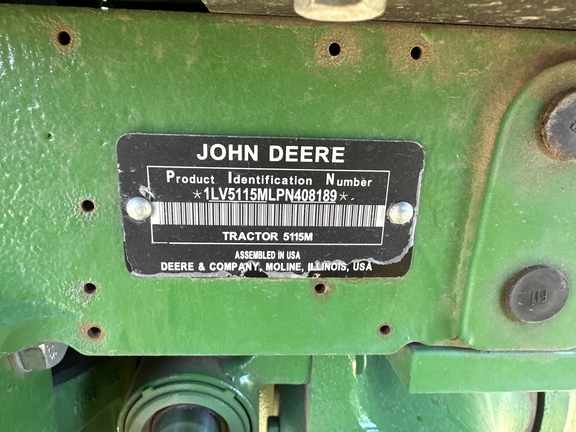 JOHN DEERE
Product Identification Number
*1LV5115MLPN408189*
TRACTOR 5115M
ASSEMBLED IN USA
DEERE & COMPANY, MOLINE, ILLINOIS, USA